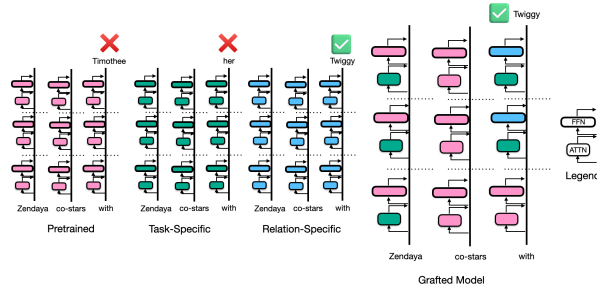 Timothee
her
Twiggy
Twiggy
Zendaya co-stars with
Zendaya co-stars with
Zendaya co-stars with
Pretrained
Task-Specific
Relation-Specific
Zendaya
co-stars
with
Grafted Model
FFN
ATTN
Legend